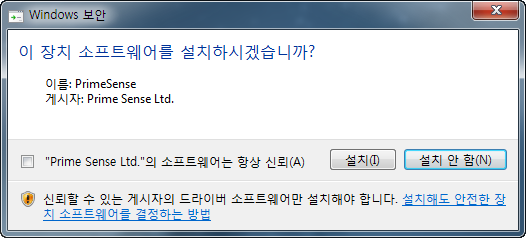 Windows 보안
이 장치 소프트웨어를 설치하시겠습니까?
이름: PrimeSense
게시자: Prime Sense Ltd.
"Prime Sense Ltd."의 소프트웨어는 항상 신뢰(A)
설치(I)
설치 안 함(N)
신뢰할 수 있는 게시자의 드라이버 소프트웨어만 설치해야 합니다. 설치해도 안전한 장
치 소프트웨어를 결정하는 방법